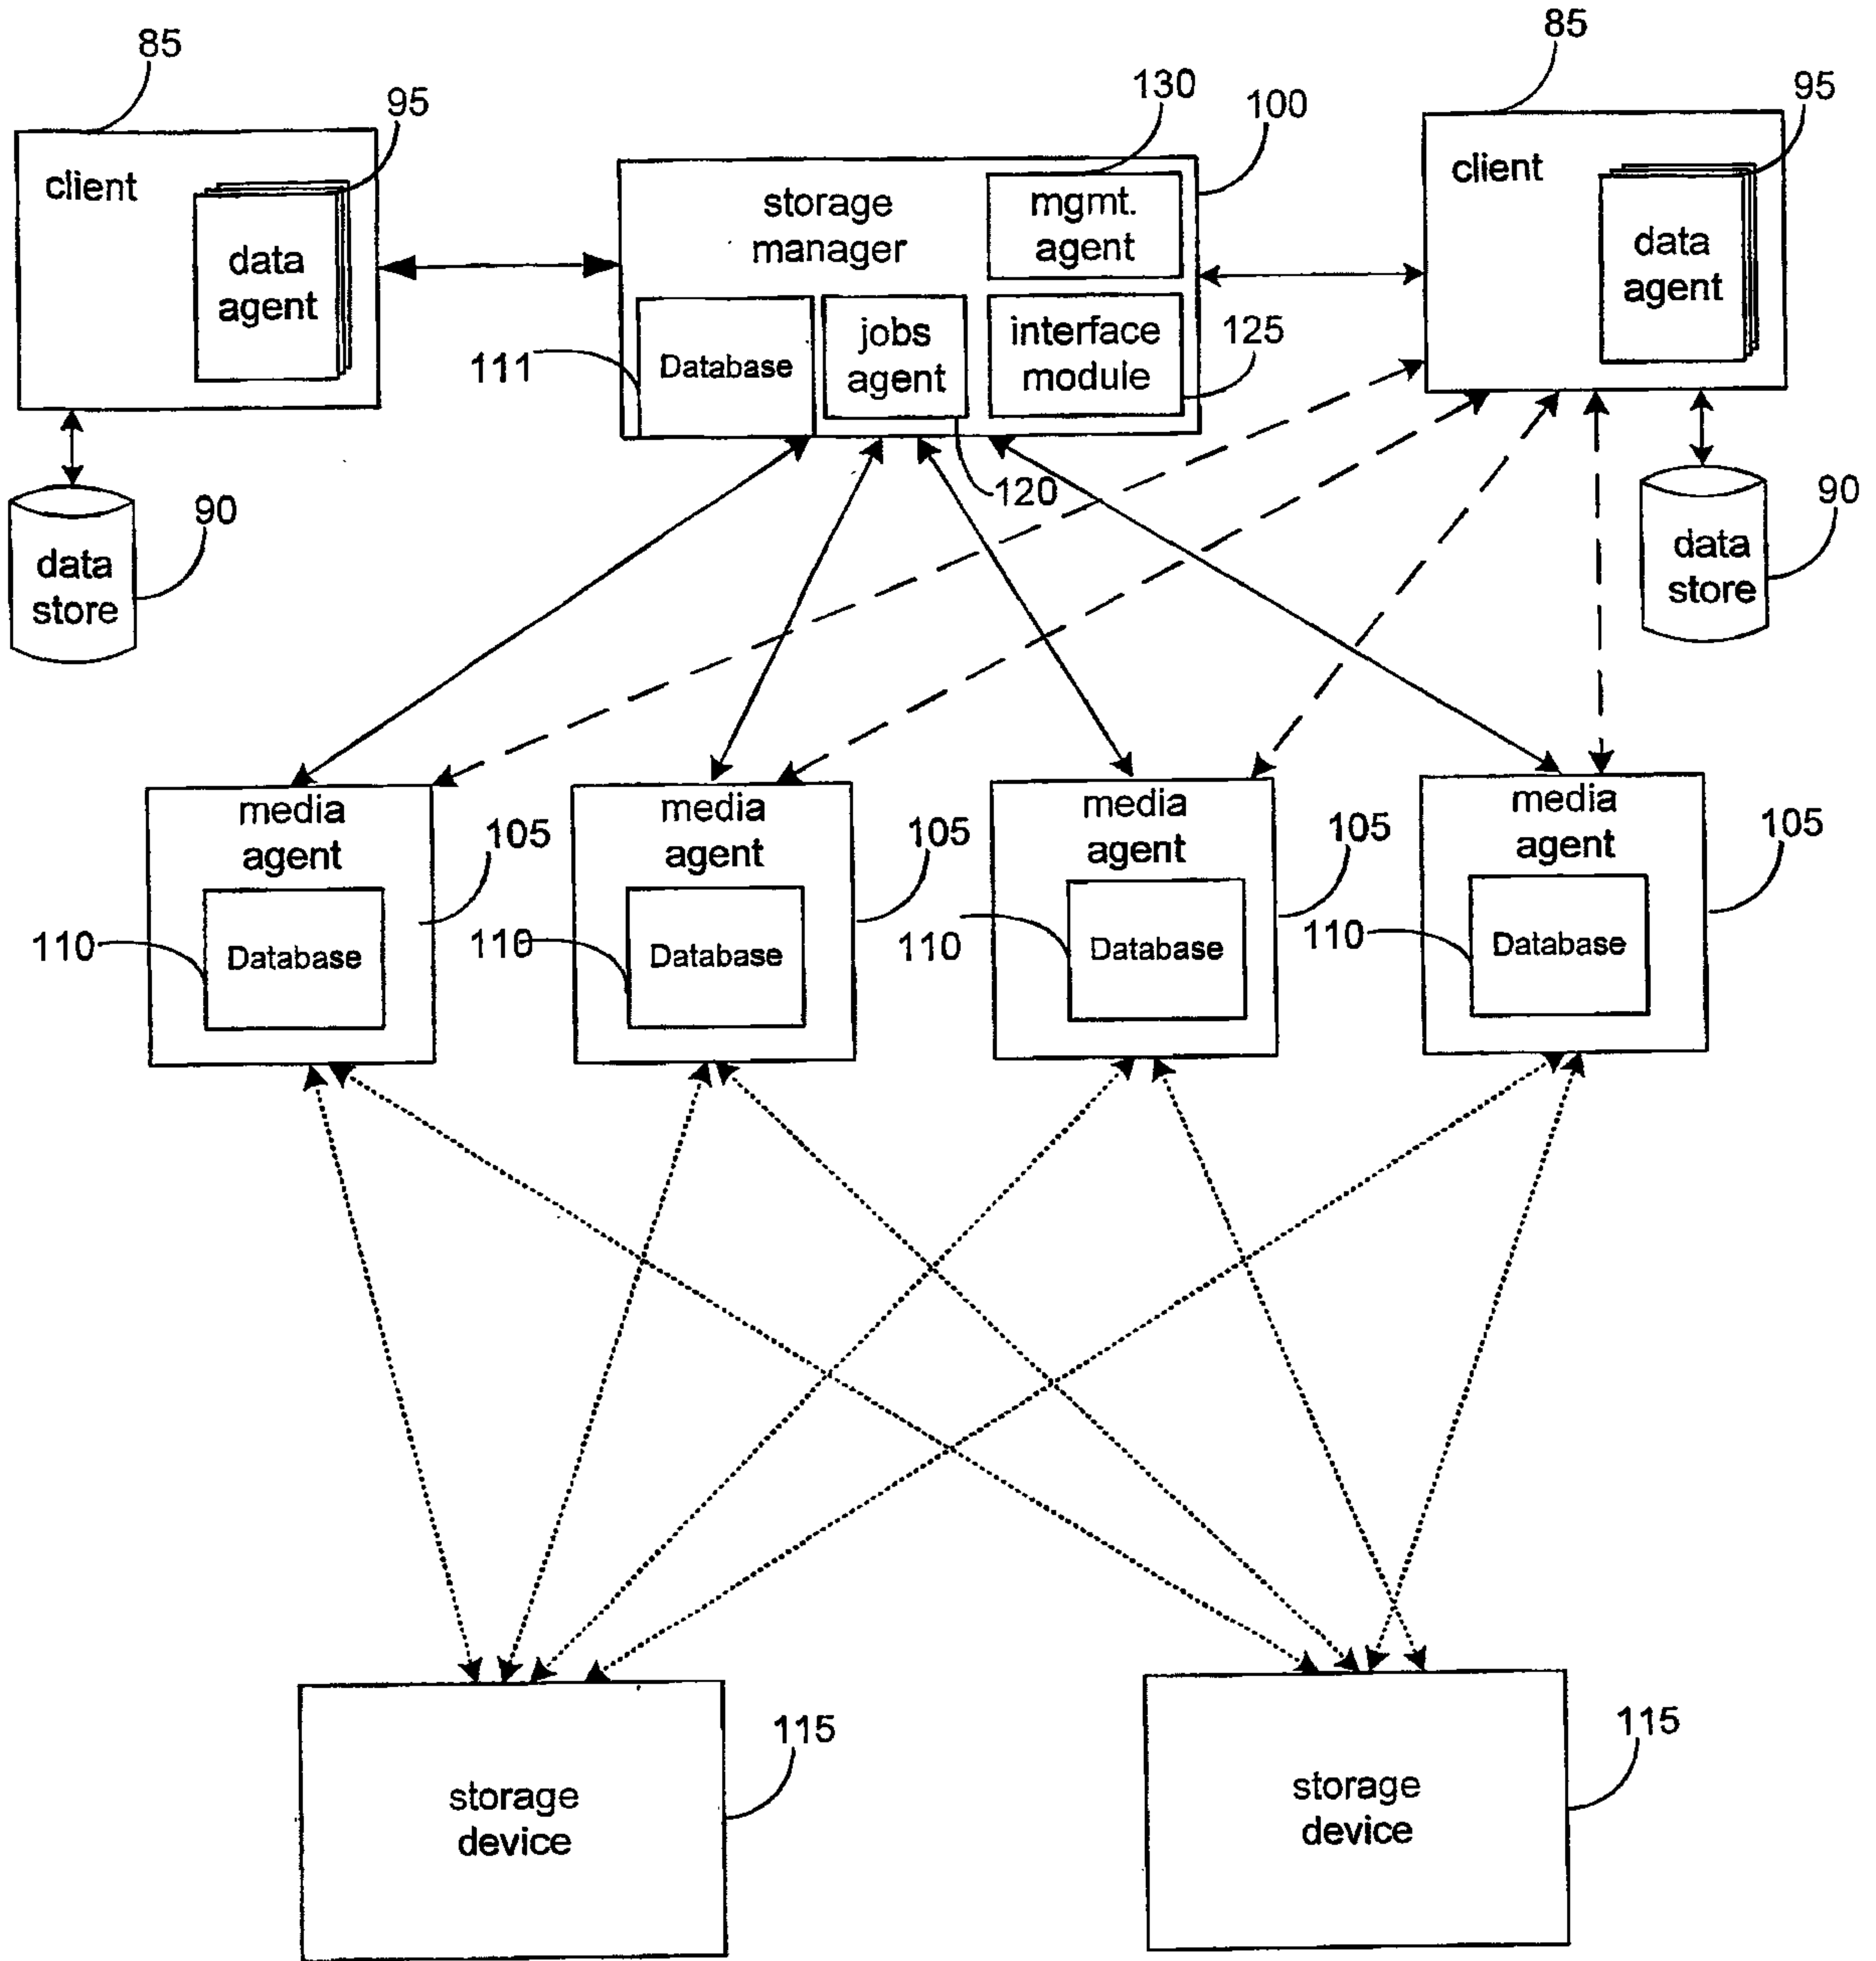 85
85
95
130
100
95
client
data
agent
storage
manager
mgmt.
agent
client
data
agent
111
Database
jobs
agent
interface
module
125
120
90
data
store
90
data
store
media
agent
105
media
agent
105
media
agent
105
media
agent
105
110
Database
110
Database
110
Database
110
Database
115
storage
device
115
storage
device